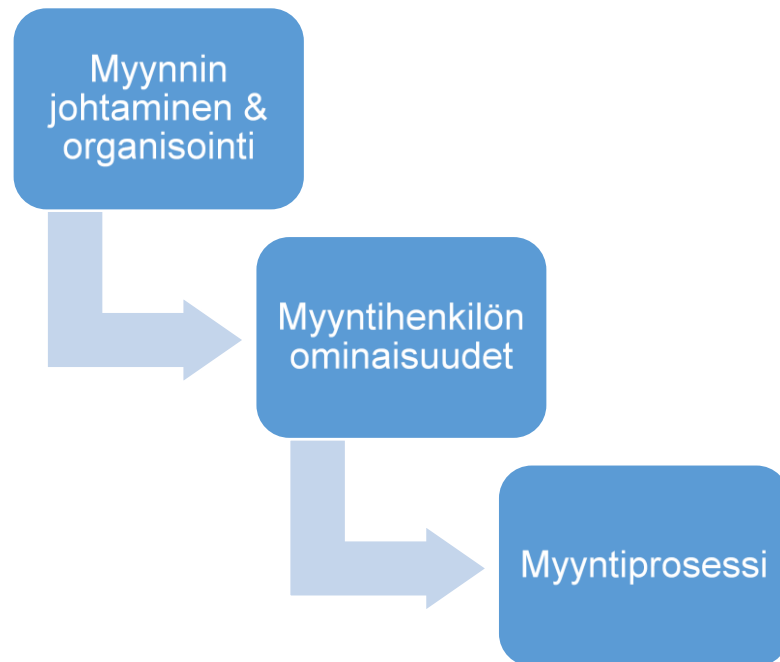 Myynnin
johtaminen &
organisointi
Myyntihenkilön
ominaisuudet
Myyntiprosessi